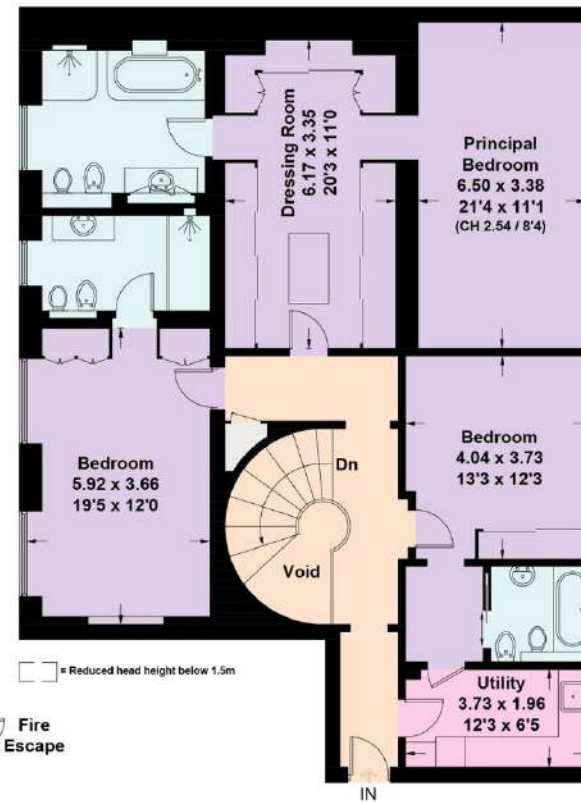 Dressing Room
6.17 x 3.35
20'3 x 11'0
Principal
Bedroom
6.50 x 3.38
21'4 x 11'1
(CH 2.54 / 8'4)
Bedroom
5.92 x 3.66
19'5 x 12'0
Dn
Void
Bedroom
4.04 x 3.73
13'3 x 12'3
= Reduced head height below 1.5m
Fire
Escape
Utility
3.73 x 1.96
12'3 x 6'5
IN